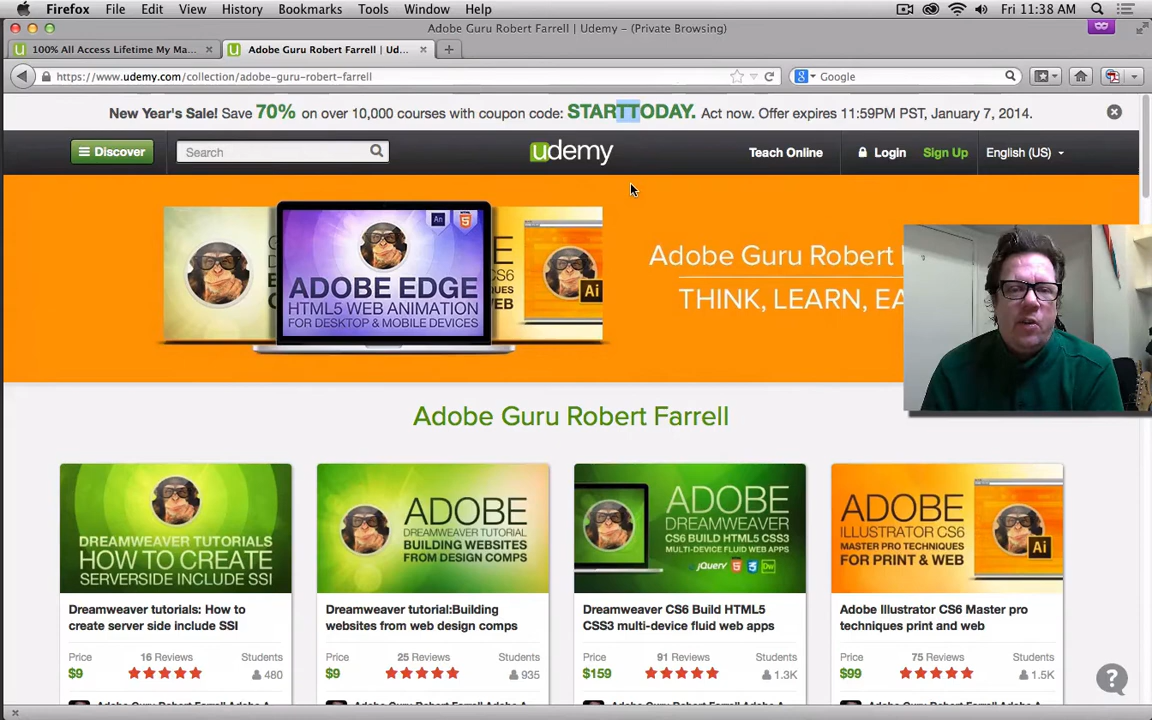 Firefox File Edit View History Bookmarks Tools Window Help Fri 11:38 AM
Adobe Guru Robert Farrell | Udemy - (Private Browsing)
100% All Access Lifetime My Ma... Adobe Guru Robert Farrell | Ud...
https://www.udemy.com/collection/adobe-guru-robert-farrell Google
New Year's Sale! Save 70% on over 10,000 courses with coupon code: STARTTODAY. Act now. Offer expires 11:59PM PST, January 7, 2014.
Discover Search udemy Teach Online Login Sign Up English (US)
An
ADOBE EDGE
HTML5 WEB ANIMATION
FOR DESKTOP & MOBILE DEVICES
CS6
Ai
Adobe Guru Robert
THINK, LEARN, EA
Adobe Guru Robert Farrell
DREAMWEAVER TUTORIALS
HOW TO CREATE
SERVERSIDE INCLUDE SSI
ADOBE
DREAMWEAVER TUTORIAL
BUILDING WEBSITES
FROM DESIGN COMPS
ADOBE
DREAMWEAVER
CS6 BUILD HTML5 CSS3
MULTI-DEVICE FLUID WEB APPS
jQuery Dw
ADOBE
ILLUSTRATOR CS6
MASTER PRO TECHNIQUES
FOR PRINT & WEB
Ai
Dreamweaver tutorials: How to
create server side include SSI
Price 16 Reviews Students
$9 480
Dreamweaver tutorial:Building
websites from web design comps
Price 25 Reviews Students
$9 935
Dreamweaver CS6 Build HTML5
CSS3 multi-device fluid web apps
Price 91 Reviews Students
$159 1.3K
Adobe Illustrator CS6 Master pro
techniques print and web
Price 75 Reviews Students
$99 1.5K